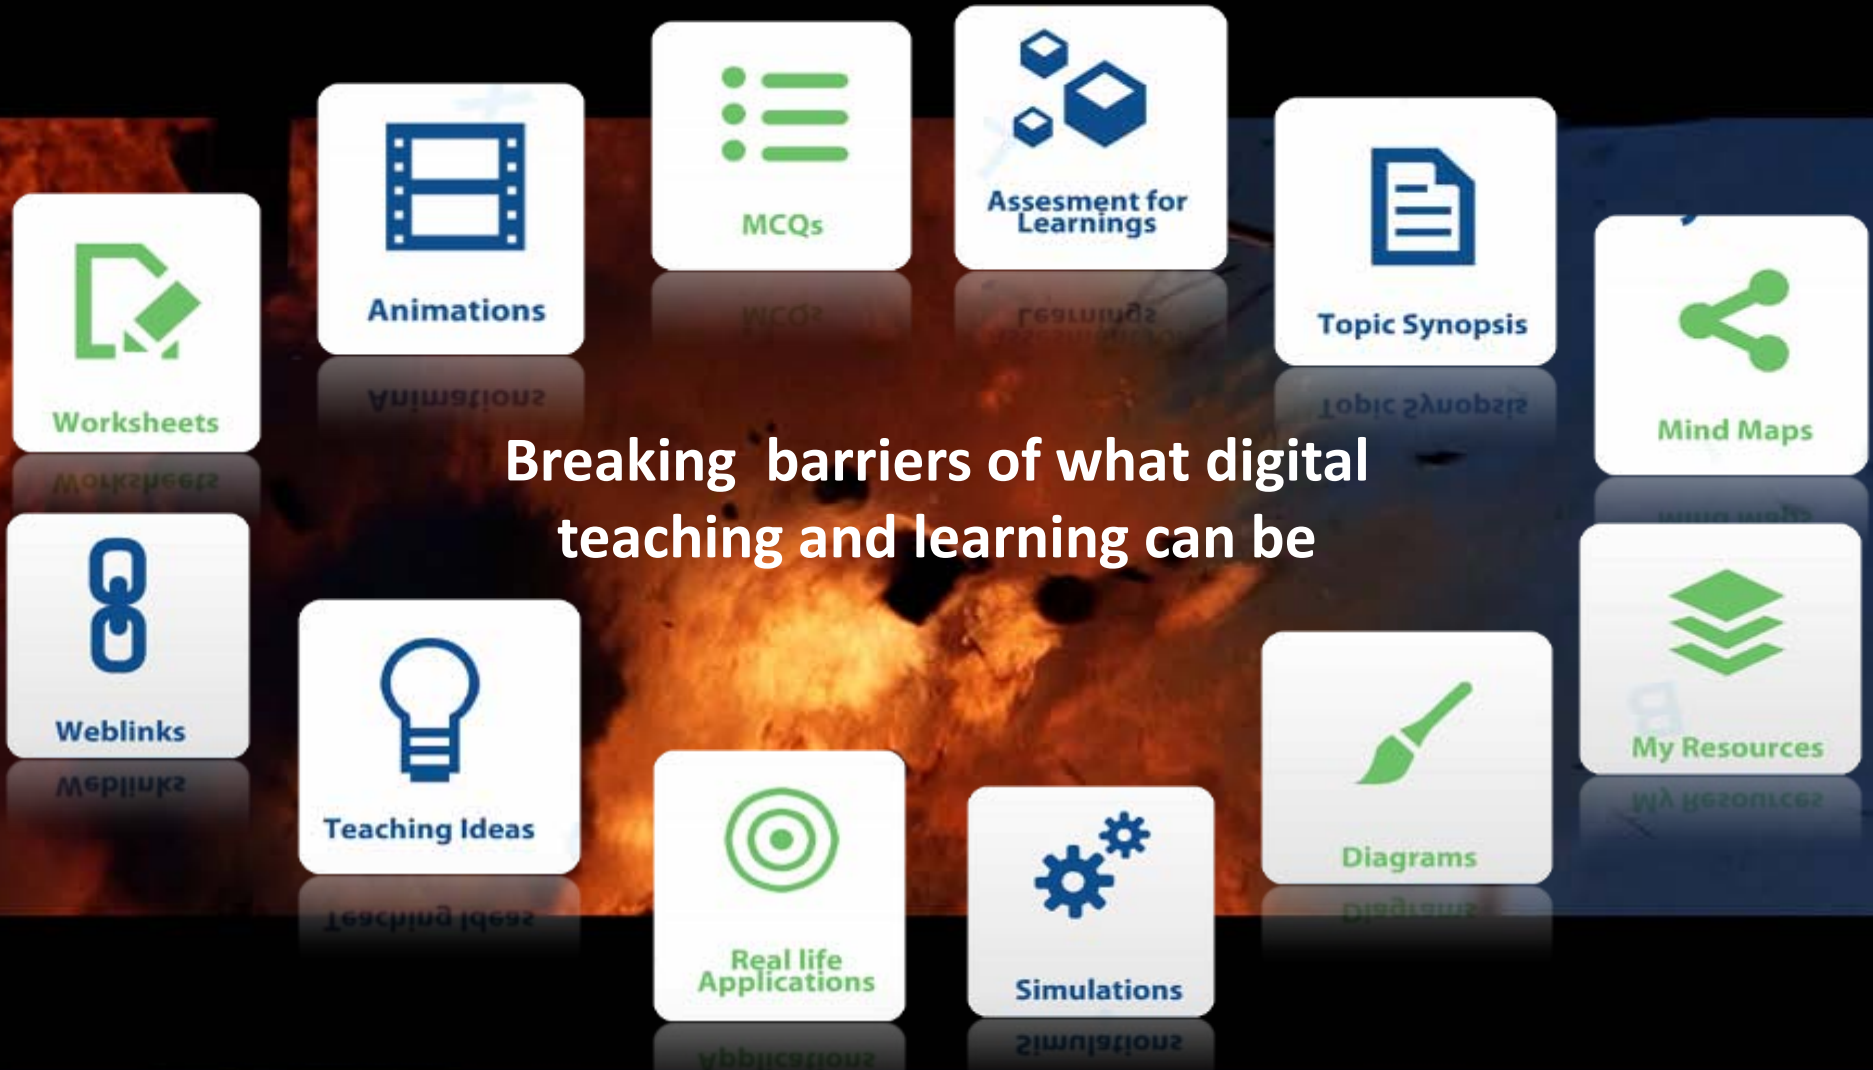 MCQs
Assesment for
Learnings
Animations
Topic Synopsis
Worksheets
Mind Maps
Breaking  barriers of what digital
teaching and learning can be
Weblinks
My Resources
Teaching Ideas
Diagrams
Real life
Applications
Simulations